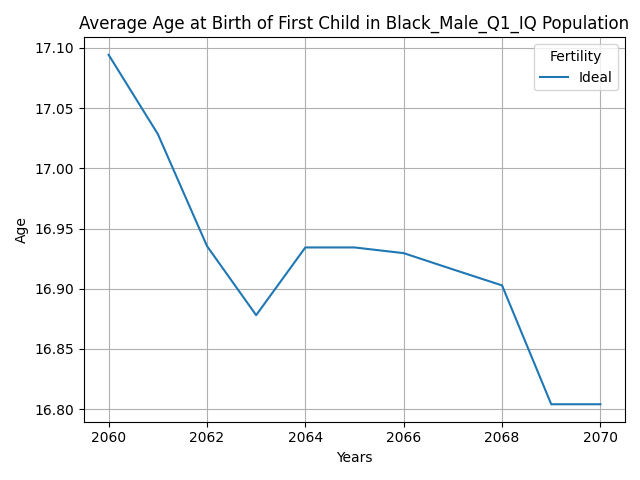 Average Age at Birth of First Child in Black_Male_Q1_IQ Population
Fertility
Ideal
17.10
17.05
17.00
16.95
16.90
16.85
16.80
Age
2060
2062
2064
2066
2068
2070
Years